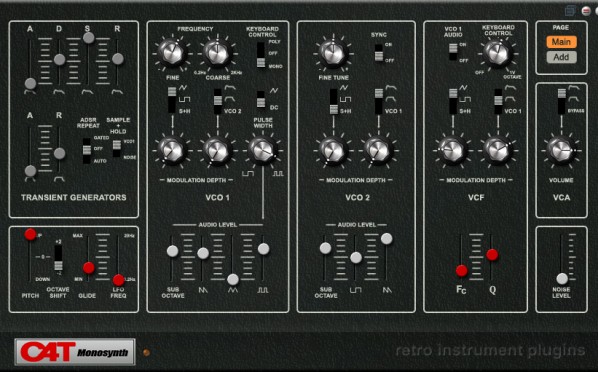 A D S R
A R
ADSR REPEAT
SAMPLE + HOLD
GATED
OFF
AUTO
VCO1
NOISE
TRANSIENT GENERATORS
FREQUENCY
KEYBOARD CONTROL
POLY
OFF
MONO
0.2Hz 2KHz
FINE COARSE
S+H
VCO 2
DC
PULSE WIDTH
MODULATION DEPTH
VCO 1
AUDIO LEVEL
SUB OCTAVE
SYNC
ON
OFF
FINE TUNE
S+H
VCO 1
MODULATION DEPTH
VCO 2
AUDIO LEVEL
SUB OCTAVE
VCO 1 AUDIO
KEYBOARD CONTROL
ON
OFF
OFF
1V OCTAVE
S+H
VCO 1
MODULATION DEPTH
VCF
FC Q
PAGE
Main
Add
BYPASS
VOLUME
VCA
NOISE LEVEL
UP
+2
0
DOWN
MAX
MIN
20Hz
PITCH
OCTAVE SHIFT
GLIDE
LFO FREQ
CAT Monosynth
retro instrument plugins